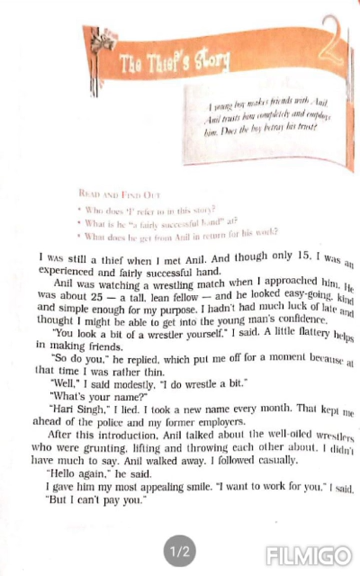 The Thief's Story
2
A young boy makes friends with Anil.
Anil trusts him completely and employs
him. Does the boy betray his trust?
READ AND FIND OUT
• Who does 'I' refer to in this story?
• What is he "a fairly successful hand" at?
• What does he get from Anil in return for his work?
I WAS still a thief when I met Anil. And though only 15, I was an
experienced and fairly successful hand.
Anil was watching a wrestling match when I approached him. He
was about 25 — a tall, lean fellow — and he looked easy-going, kind
and simple enough for my purpose. I hadn't had much luck of late and
thought I might be able to get into the young man's confidence.
"You look a bit of a wrestler yourself," I said. A little flattery helps
in making friends.
"So do you," he replied, which put me off for a moment because at
that time I was rather thin.
"Well," I said modestly, "I do wrestle a bit."
"What's your name?"
"Hari Singh," I lied. I took a new name every month. That kept me
ahead of the police and my former employers.
After this introduction, Anil talked about the well-oiled wrestlers
who were grunting, lifting and throwing each other about. I didn't
have much to say. Anil walked away. I followed casually.
"Hello again," he said.
I gave him my most appealing smile. "I want to work for you," I said.
"But I can't pay you."
1/2
FILMIGO